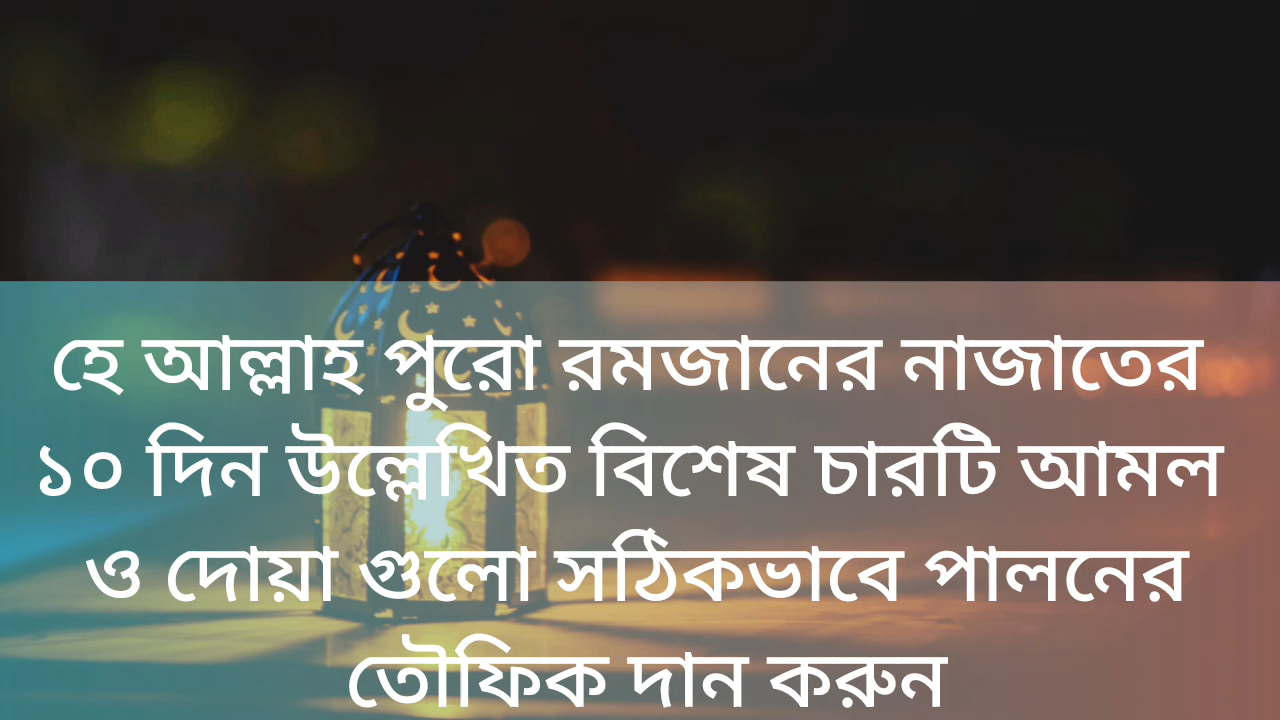 হে আল্লাহ পুরো রমজানের নাজাতের
১০ দিন উল্লেখিত বিশেষ চারটি আমল
ও দোয়া গুলো সঠিকভাবে পালনের
তৌফিক দান করুন